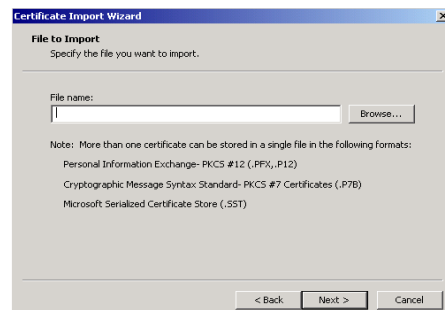 Certificate Import Wizard
File to Import
Specify the file you want to import.
File name:
Browse...
Note: More than one certificate can be stored in a single file in the following formats:
Personal Information Exchange- PKCS #12 (.PFX,.P12)
Cryptographic Message Syntax Standard- PKCS #7 Certificates (.P7B)
Microsoft Serialized Certificate Store (.SST)
< Back Next > Cancel